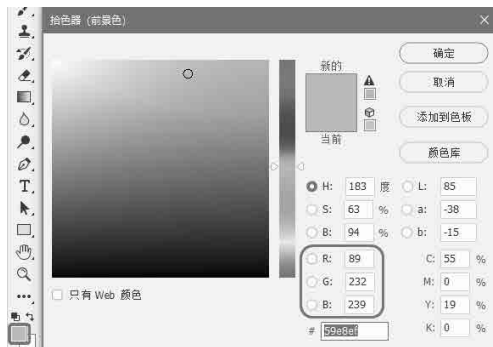 拾色器 (前景色)
新的
当前
确定
取消
添加到色板
颜色库
H: 183 度
S: 63 %
B: 94 %
R: 89
G: 232
B: 239
# 59e8ef
L: 85
a: -38
b: -15
C: 55 %
M: 0 %
Y: 19 %
K: 0 %
只有 Web 颜色
T